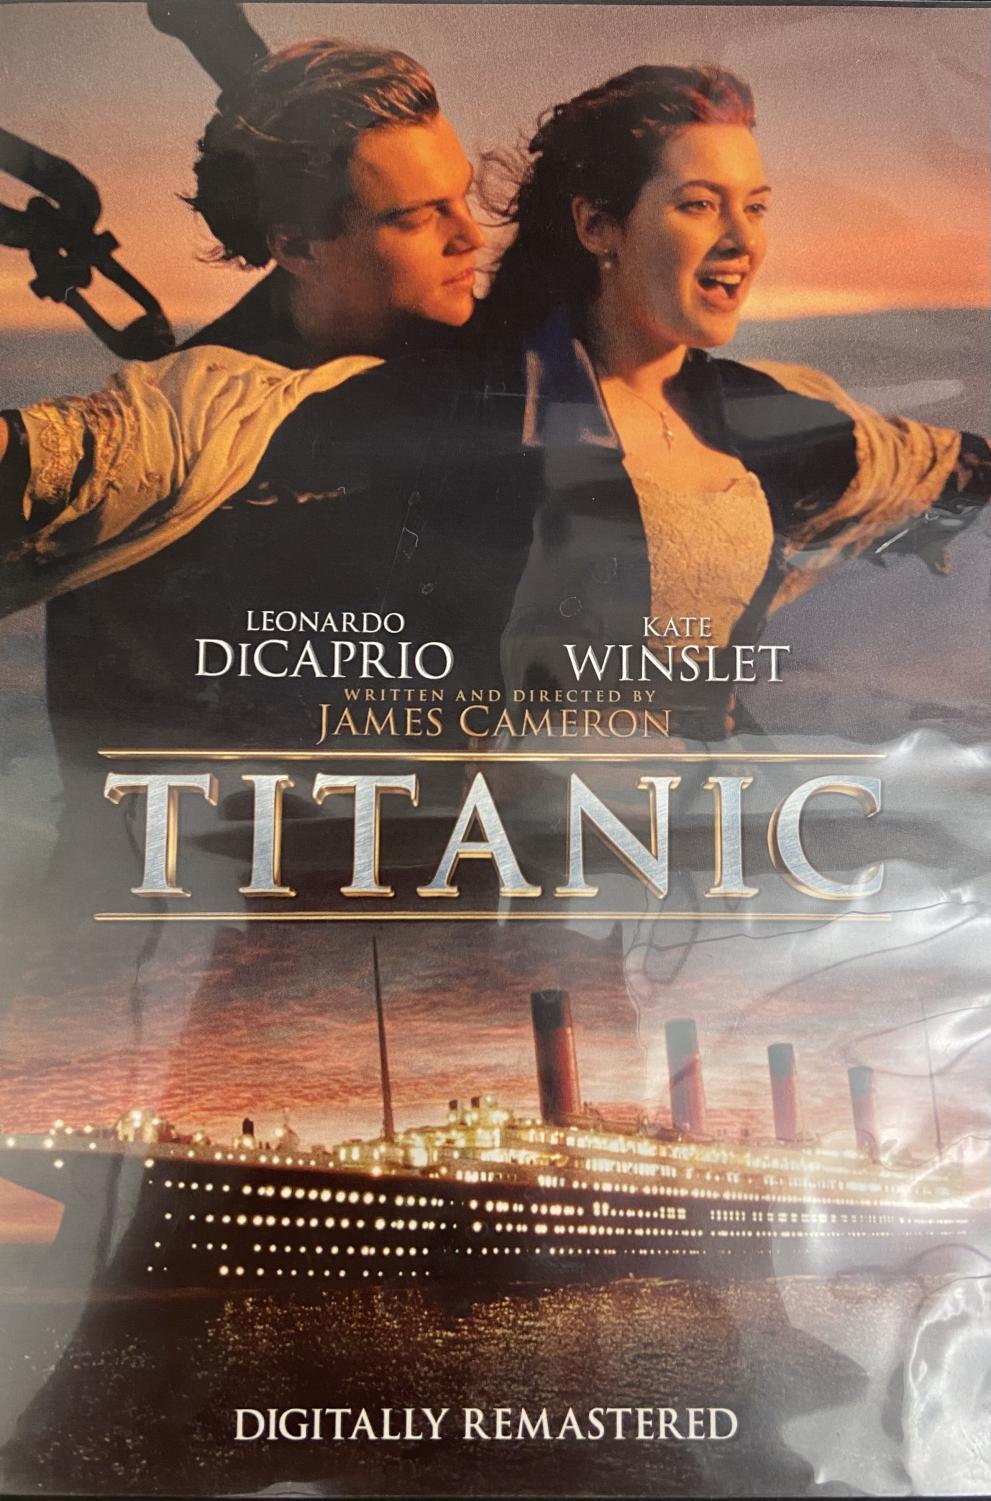 LEONARDO
DICAPRIO
KATE
WINSLET
WRITTEN AND DIRECTED BY
JAMES CAMERON
TITANIC
DIGITALLY REMASTERED